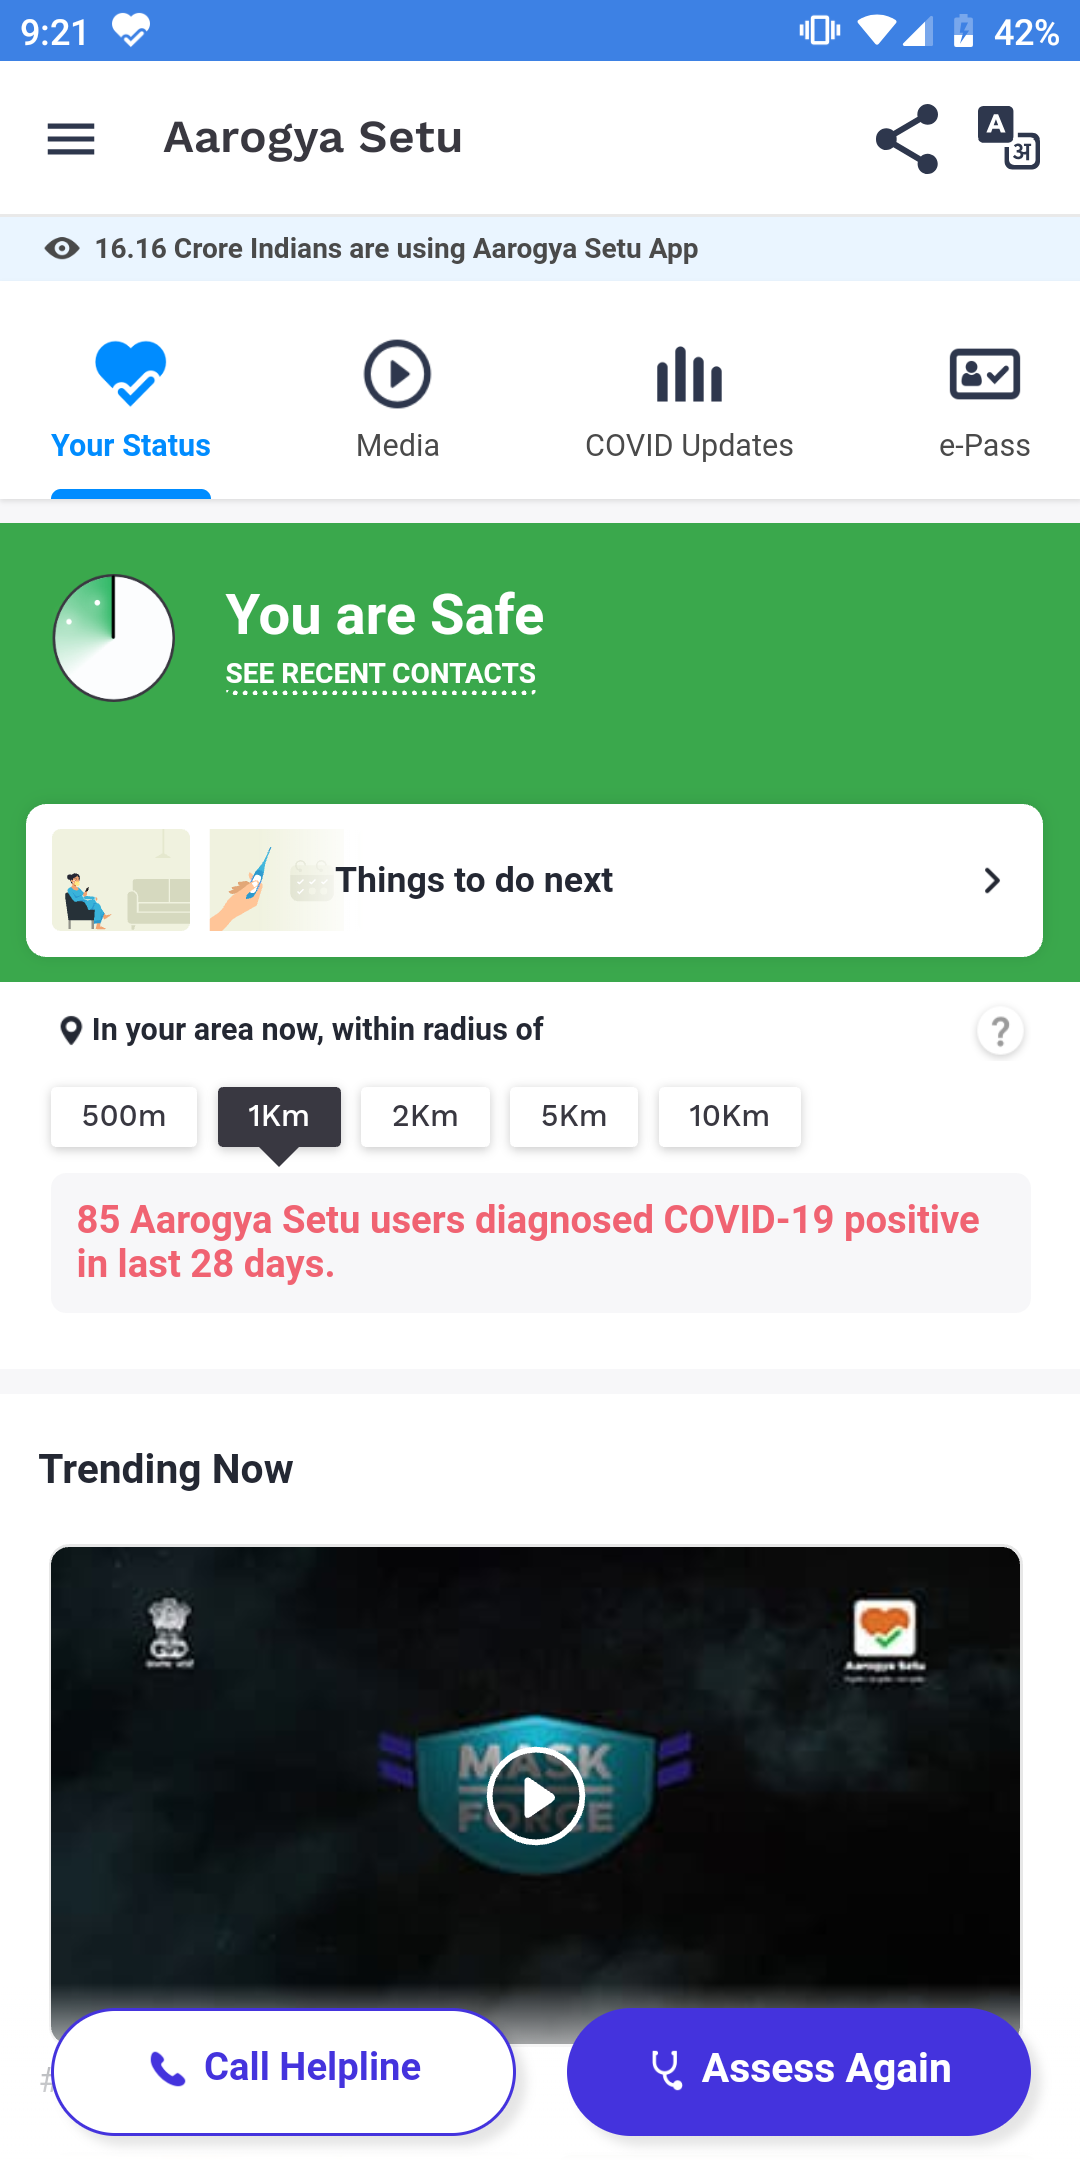 9:21
42%
Aarogya Setu
A
अ
16.16 Crore Indians are using Aarogya Setu App
Your Status
Media
COVID Updates
e-Pass
You are Safe
SEE RECENT CONTACTS
Things to do next
In your area now, within radius of
?
500m
1Km
2Km
5Km
10Km
85 Aarogya Setu users diagnosed COVID-19 positive
in last 28 days.
Trending Now
Aarogya Setu
MASK
FORCE
#
Call Helpline
Assess Again